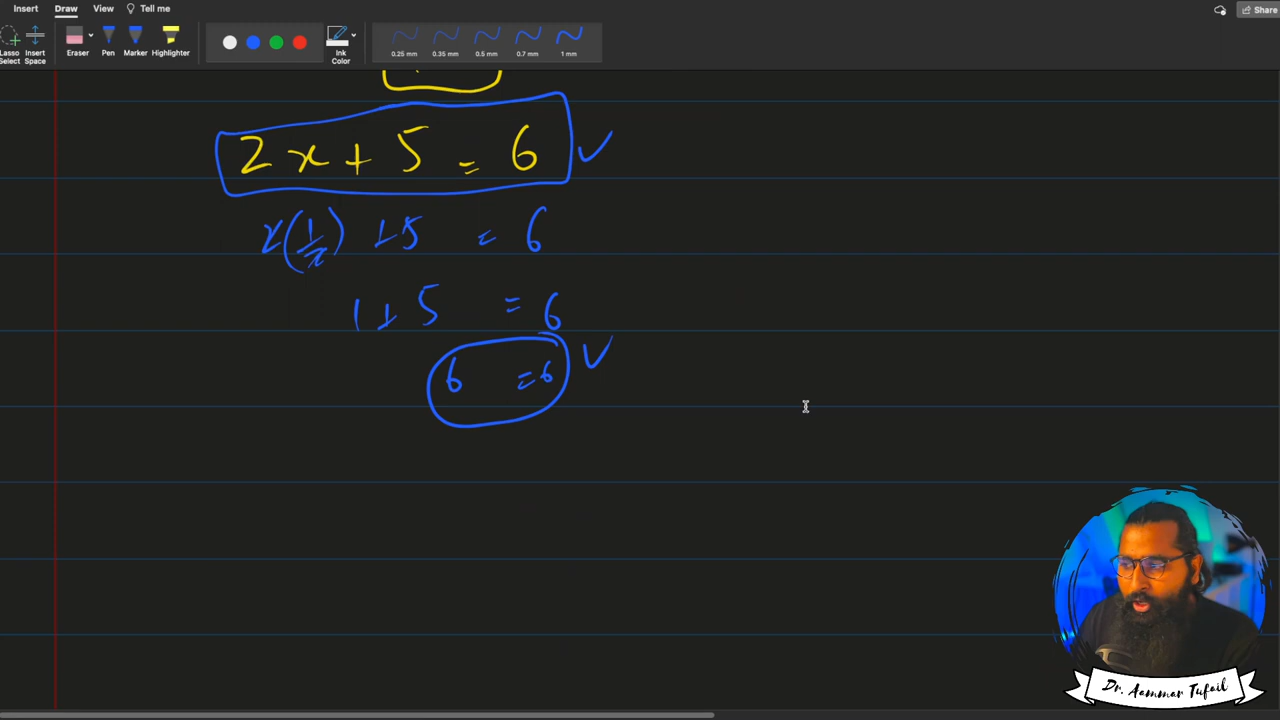 Insert Draw View Tell me Share
Lasso Select Insert Space Eraser Pen Marker Highlighter Ink Color 0.25 mm 0.35 mm 0.5 mm 0.7 mm 1 mm
2x + 5 = 6 ✓
2(1/2) + 5 = 6
1 + 5 = 6
6 = 6 ✓
Dr. Aammar Tufail